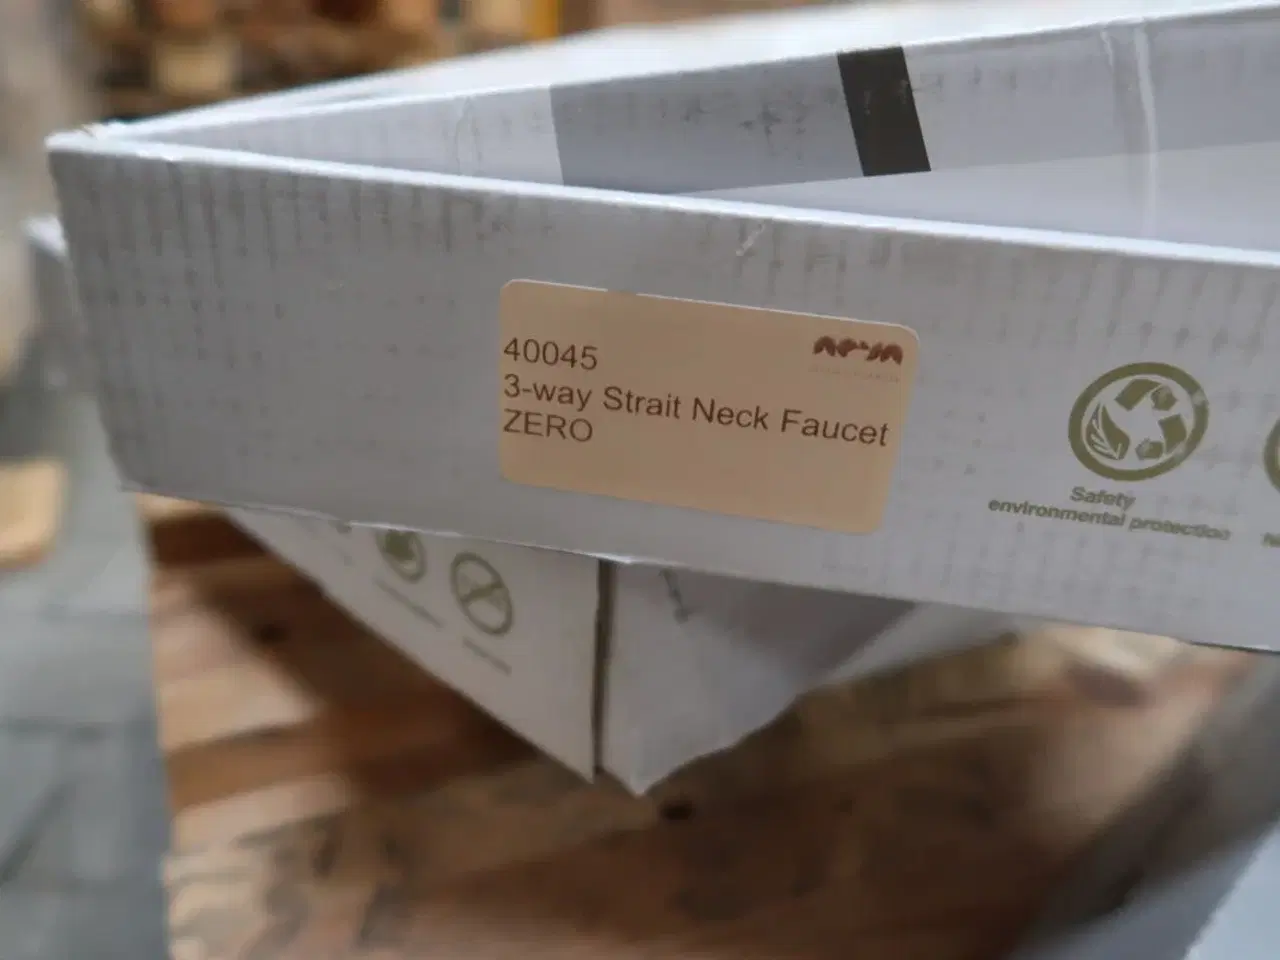 40045
3-way Strait Neck Faucet
ZERO
Safety
environmental protection